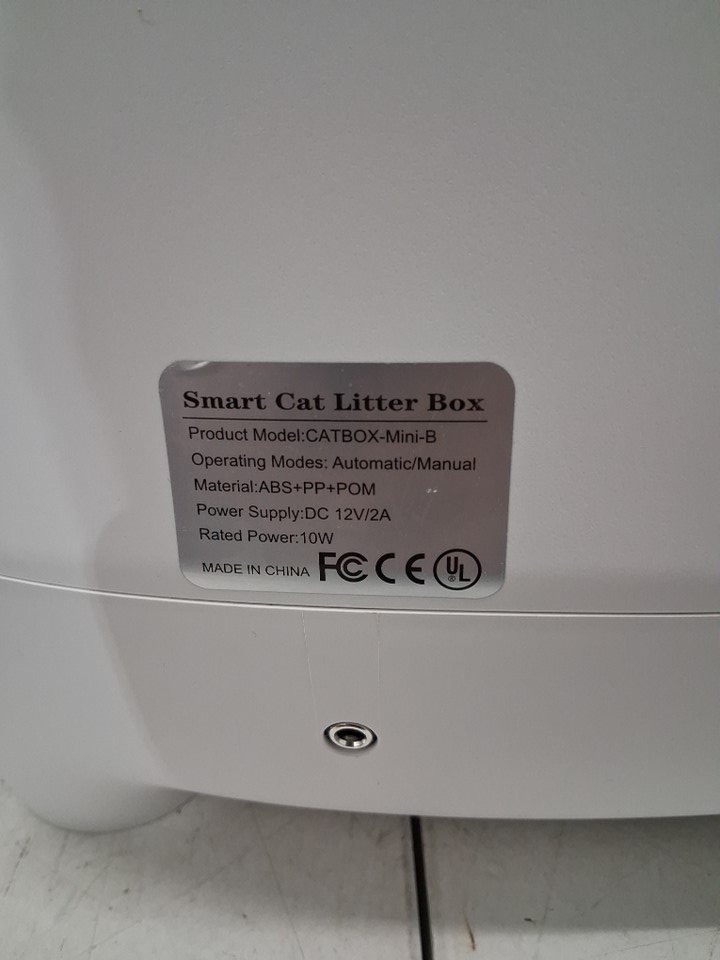 Smart Cat Litter Box
Product Model:CATBOX-Mini-B
Operating Modes: Automatic/Manual
Material:ABS+PP+POM
Power Supply:DC 12V/2A
Rated Power:10W
MADE IN CHINA FC CE UL®